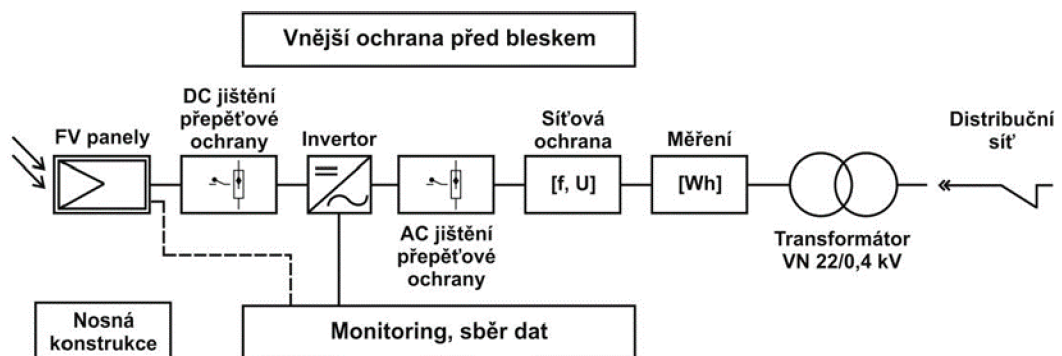 Vnější ochrana před bleskem
FV panely
DC jištění
přepěťové
ochrany
Invertor
AC jištění
přepěťové
ochrany
Síťová
ochrana
[f, U]
Měření
[Wh]
Transformátor
VN 22/0,4 kV
Distribuční
síť
Nosná
konstrukce
Monitoring, sběr dat